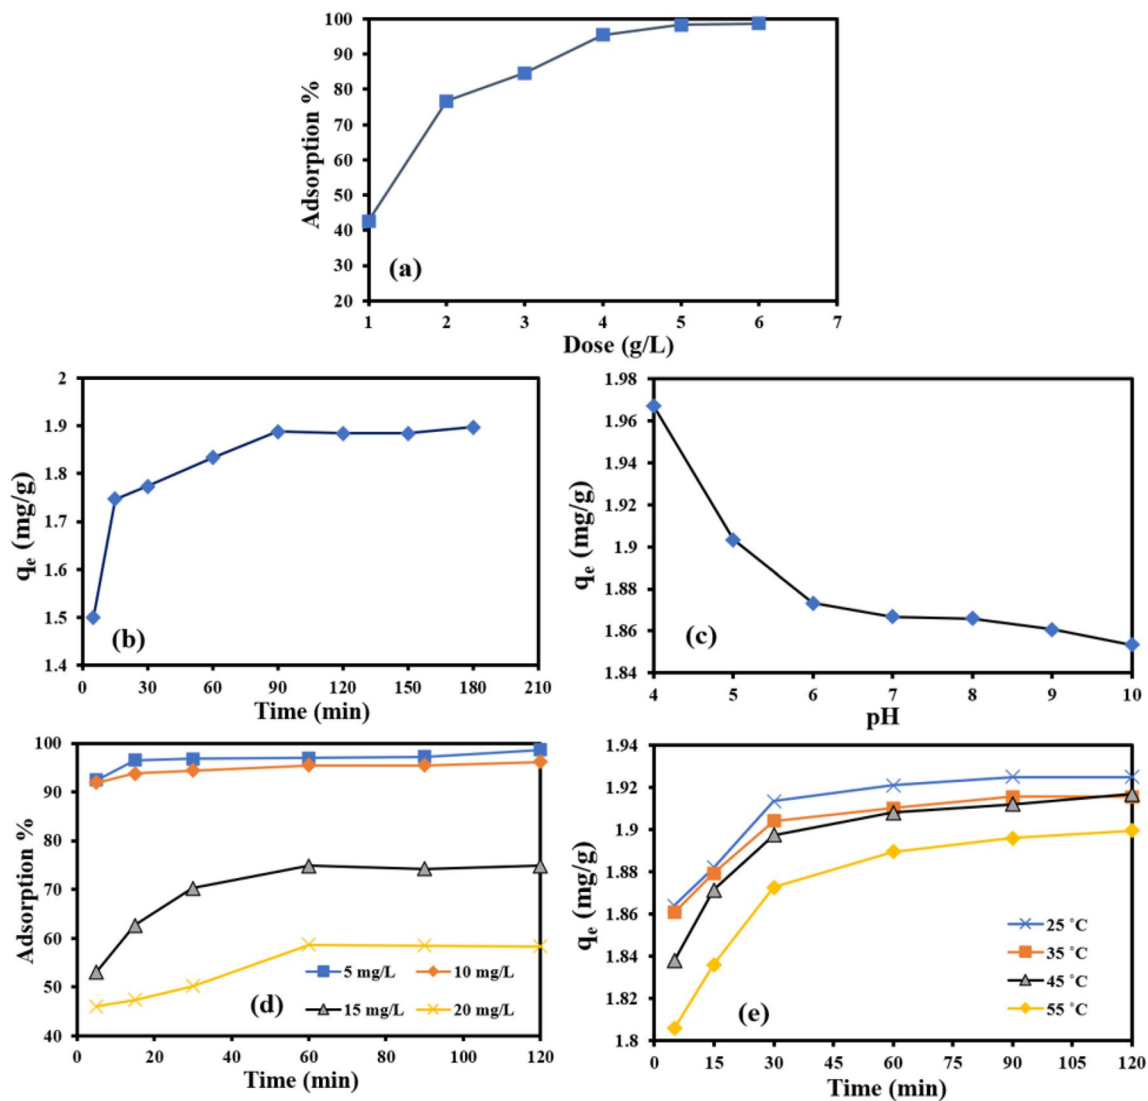 100
90
80
70
60
50
40
30
20
Adsorption %
(a)
1 2 3 4 5 6 7
Dose (g/L)
2
1.9
1.8
1.7
1.6
1.5
1.4
qₑ (mg/g)
(b)
0 30 60 90 120 150 180 210
Time (min)
1.98
1.96
1.94
1.92
1.9
1.88
1.86
1.84
qₑ (mg/g)
(c)
4 5 6 7 8 9 10
pH
100
90
80
70
60
50
40
Adsorption %
5 mg/L 10 mg/L
15 mg/L 20 mg/L
(d)
0 20 40 60 80 100 120
Time (min)
1.94
1.92
1.9
1.88
1.86
1.84
1.82
1.8
qₑ (mg/g)
25 ˚C
35 ˚C
45 ˚C
55 ˚C
(e)
0 15 30 45 60 75 90 105 120
Time (min)